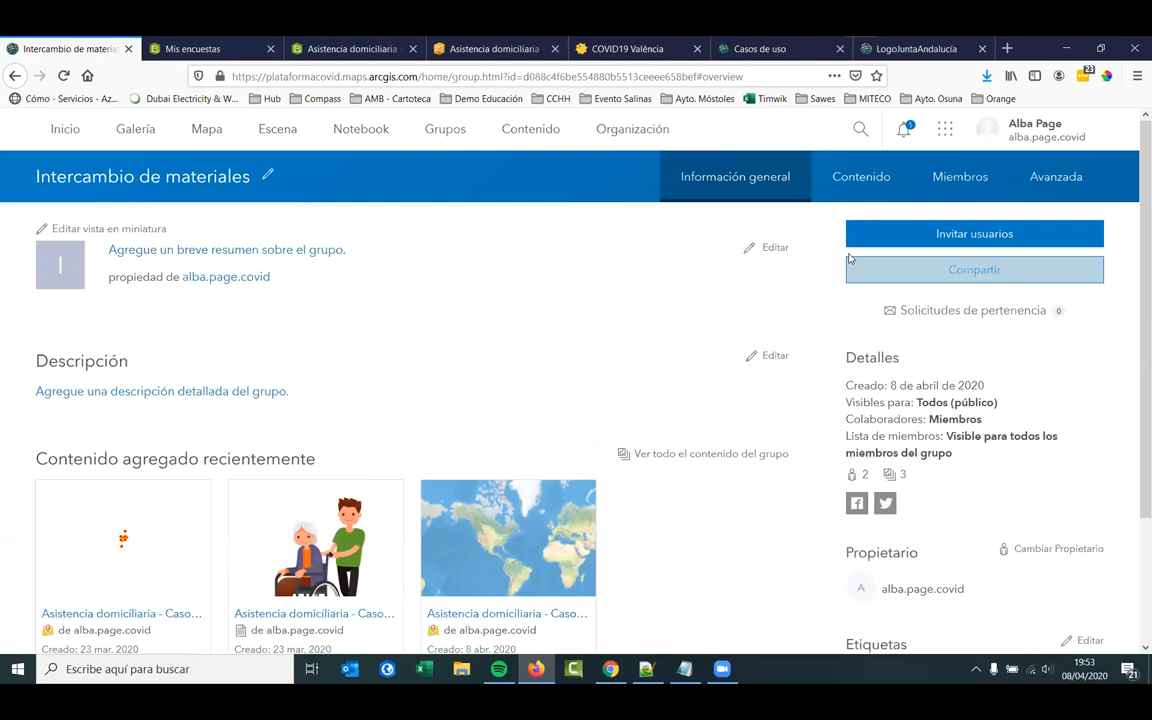 Intercambio de materia
Mis encuestas
Asistencia domiciliaria -
Asistencia domiciliaria -
COVID19 València
Casos de uso
LogoJuntaAndalucía
https://plataformacovid.maps.arcgis.com/home/group.html?id=d088c4f6be554880b5513ceeee658bef#overview
23
Cómo - Servicios - Az...
Dubai Electricity & W...
Hub
Compass
AMB - Cartoteca
Demo Educación
CCHH
Evento Salinas
Ayto. Móstoles
Timwik
Sawes
MITECO
Ayto. Osuna
Orange
Inicio
Galería
Mapa
Escena
Notebook
Grupos
Contenido
Organización
1
Alba Page
alba.page.covid
Intercambio de materiales
Información general
Contenido
Miembros
Avanzada
Editar vista en miniatura
I
Agregue un breve resumen sobre el grupo.
Editar
propiedad de alba.page.covid
Invitar usuarios
Compartir
Solicitudes de pertenencia 0
Descripción
Editar
Agregue una descripción detallada del grupo.
Detalles
Creado: 8 de abril de 2020
Visibles para: Todos (público)
Colaboradores: Miembros
Lista de miembros: Visible para todos los
miembros del grupo
2 3
Contenido agregado recientemente
Ver todo el contenido del grupo
Asistencia domiciliaria - Caso...
de alba.page.covid
Creado: 23 mar. 2020
Asistencia domiciliaria - Caso...
de alba.page.covid
Creado: 23 mar. 2020
Asistencia domiciliaria - Caso...
de alba.page.covid
Creado: 8 abr. 2020
Propietario
Cambiar Propietario
A
alba.page.covid
Etiquetas
Editar
Escribe aquí para buscar
19:53
08/04/2020
21